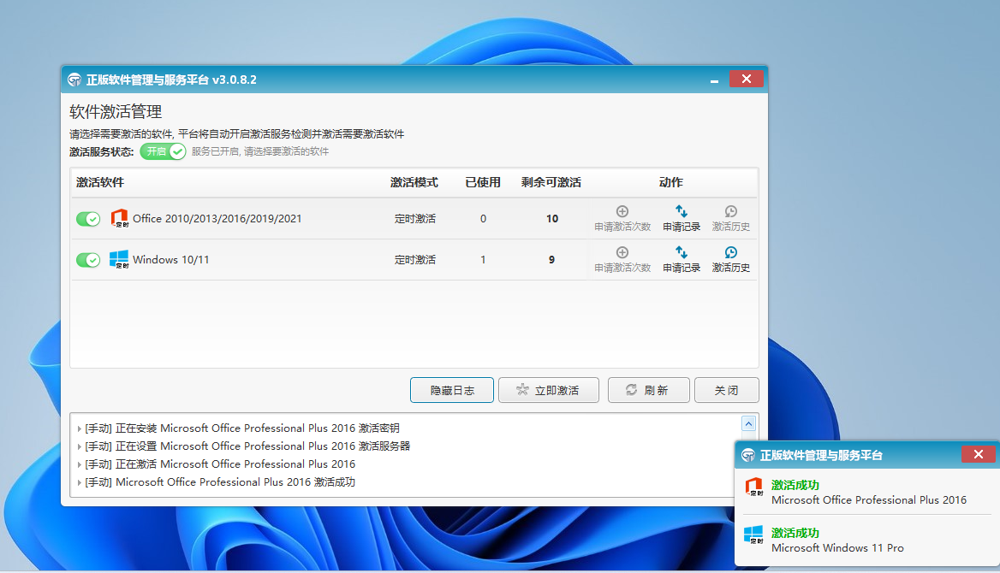 正版软件管理与服务平台 v3.0.8.2
软件激活管理
请选择需要激活的软件, 平台将自动开启激活服务检测并激活需要激活软件
激活服务状态: 开启 服务已开启, 请选择要激活的软件
激活软件 激活模式 已使用 剩余可激活 动作
定时 Office 2010/2013/2016/2019/2021 定时激活 0 10 申请激活次数 申请记录 激活历史
定时 Windows 10/11 定时激活 1 9 申请激活次数 申请记录 激活历史
隐藏日志 立即激活 刷 新 关 闭
[手动] 正在安装 Microsoft Office Professional Plus 2016 激活密钥
[手动] 正在设置 Microsoft Office Professional Plus 2016 激活服务器
[手动] 正在激活 Microsoft Office Professional Plus 2016
[手动] Microsoft Office Professional Plus 2016 激活成功
正版软件管理与服务平台
定时 激活成功
Microsoft Office Professional Plus 2016
定时 激活成功
Microsoft Windows 11 Pro